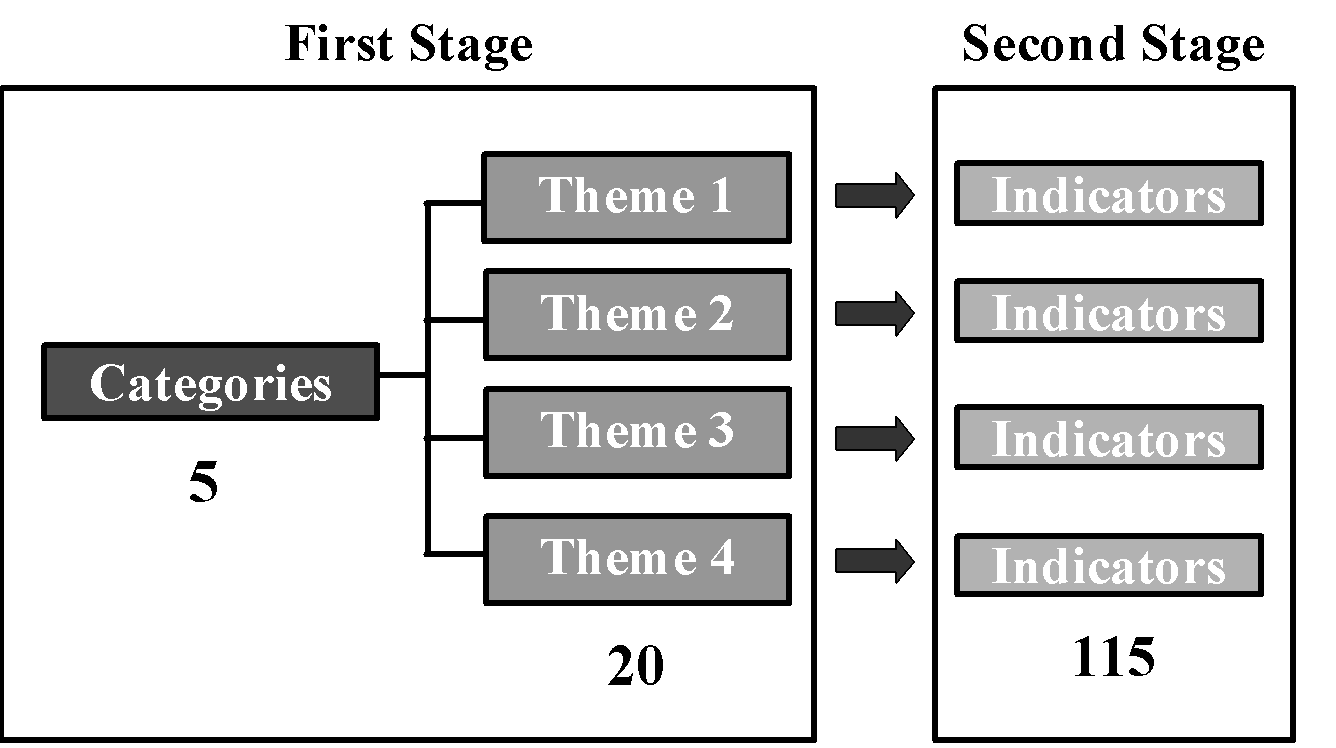 First Stage
Second Stage
Theme 1
Indicators
Theme 2
Indicators
Categories
Theme 3
Indicators
5
Theme 4
Indicators
20
115